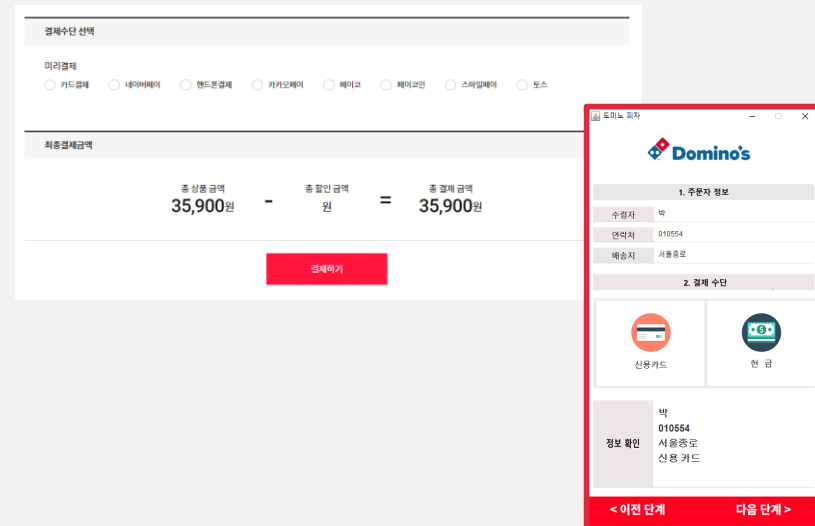 결제수단 선택
미리결제
카드결제 네이버페이 핸드폰결제 카카오페이 페이코 페이코인 스마일페이 토스
최종결제금액
총 상품 금액 총 할인 금액 총 결제 금액
35,900원 - 원 = 35,900원
결제하기
도미노 피자
Domino's
1. 주문자 정보
수령자 박
연락처 010554
배송지 서울종로
2. 결제 수단
신용카드 현 금
정보 확인
박
010554
서울종로
신용 카드
< 이전 단계 다음 단계 >